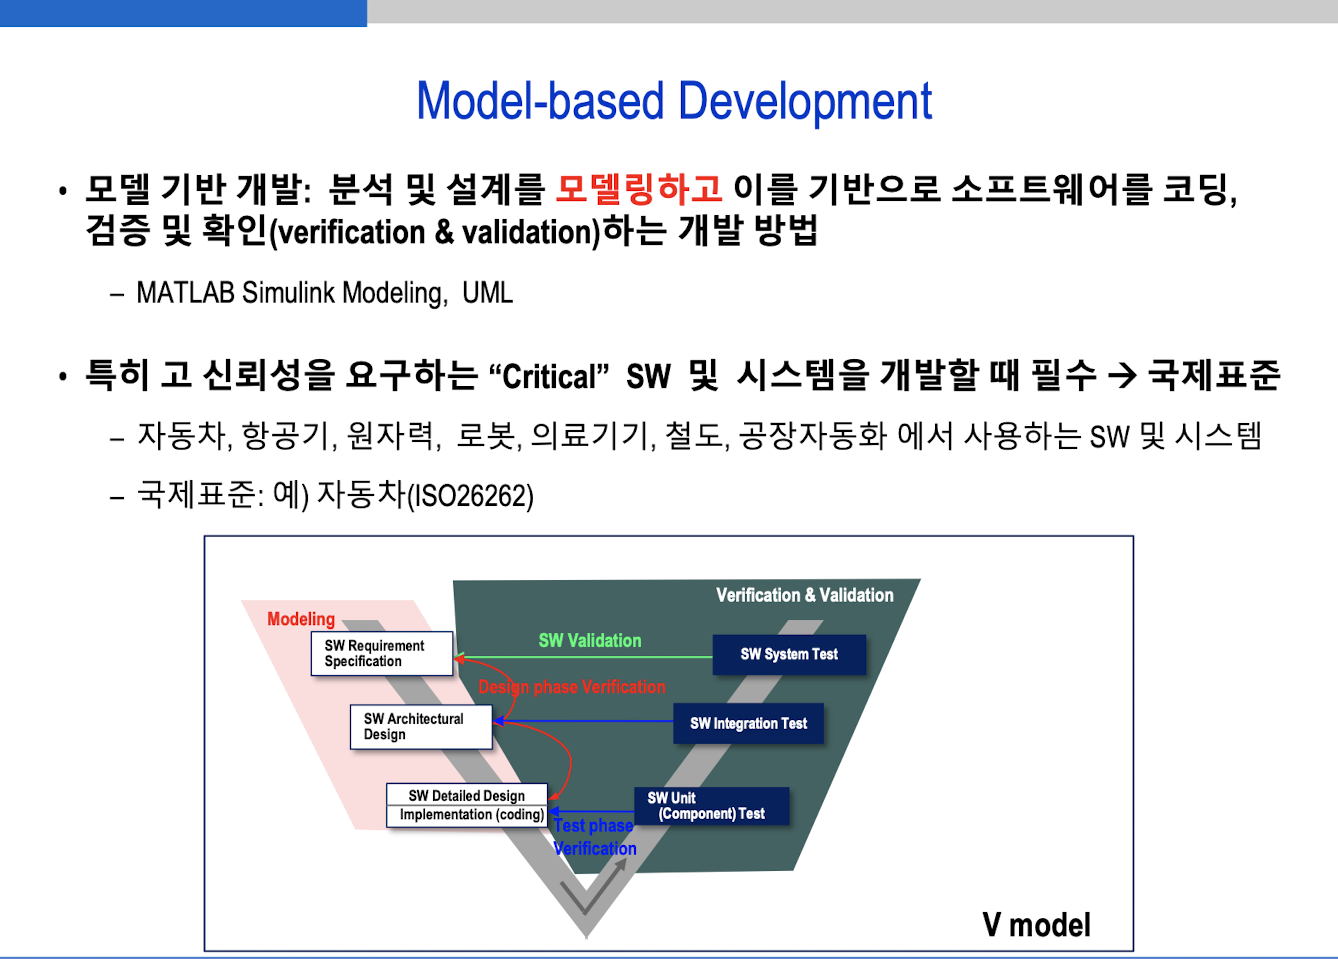 Model-based Development
• 모델 기반 개발: 분석 및 설계를 모델링하고 이를 기반으로 소프트웨어를 코딩,
검증 및 확인(verification & validation)하는 개발 방법
– MATLAB Simulink Modeling, UML
• 특히 고 신뢰성을 요구하는 “Critical” SW 및 시스템을 개발할 때 필수 → 국제표준
– 자동차, 항공기, 원자력, 로봇, 의료기기, 철도, 공장자동화 에서 사용하는 SW 및 시스템
– 국제표준: 예) 자동차(ISO26262)
Verification & Validation
Modeling
SW Requirement
Specification
SW Validation
SW System Test
Design phase Verification
SW Architectural
Design
SW Integration Test
SW Detailed Design
Implementation (coding)
SW Unit
(Component) Test
Test phase
Verification
V model